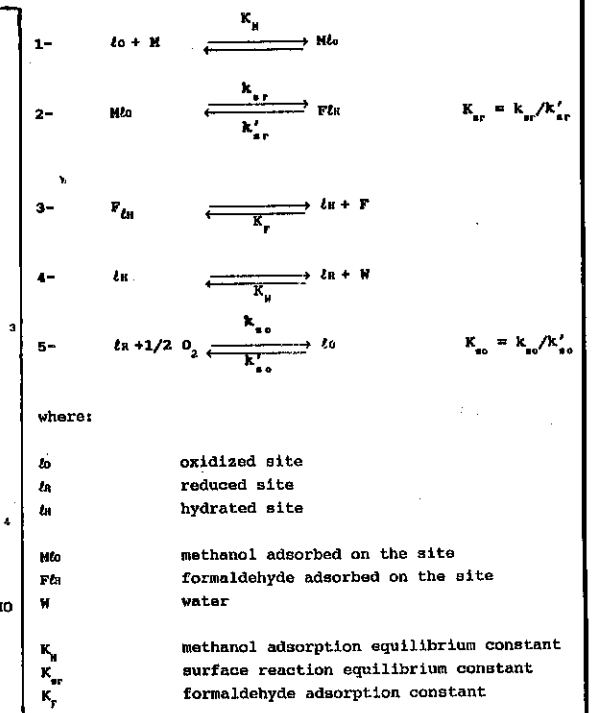 1- ℓo + M K_M Mℓo
2- Mℓo k_sr k'_sr FℓH K_sr = k_sr/k'_sr
3- F_ℓH K_F ℓH + F
4- ℓH K_W ℓR + W
5- ℓR +1/2 O_2 k_so k'_so ℓo K_so = k_so/k'_so
where:
ℓo oxidized site
ℓR reduced site
ℓH hydrated site
Mℓo methanol adsorbed on the site
FℓH formaldehyde adsorbed on the site
W water
K_M methanol adsorption equilibrium constant
K_sr surface reaction equilibrium constant
K_F formaldehyde adsorption constant
3
4